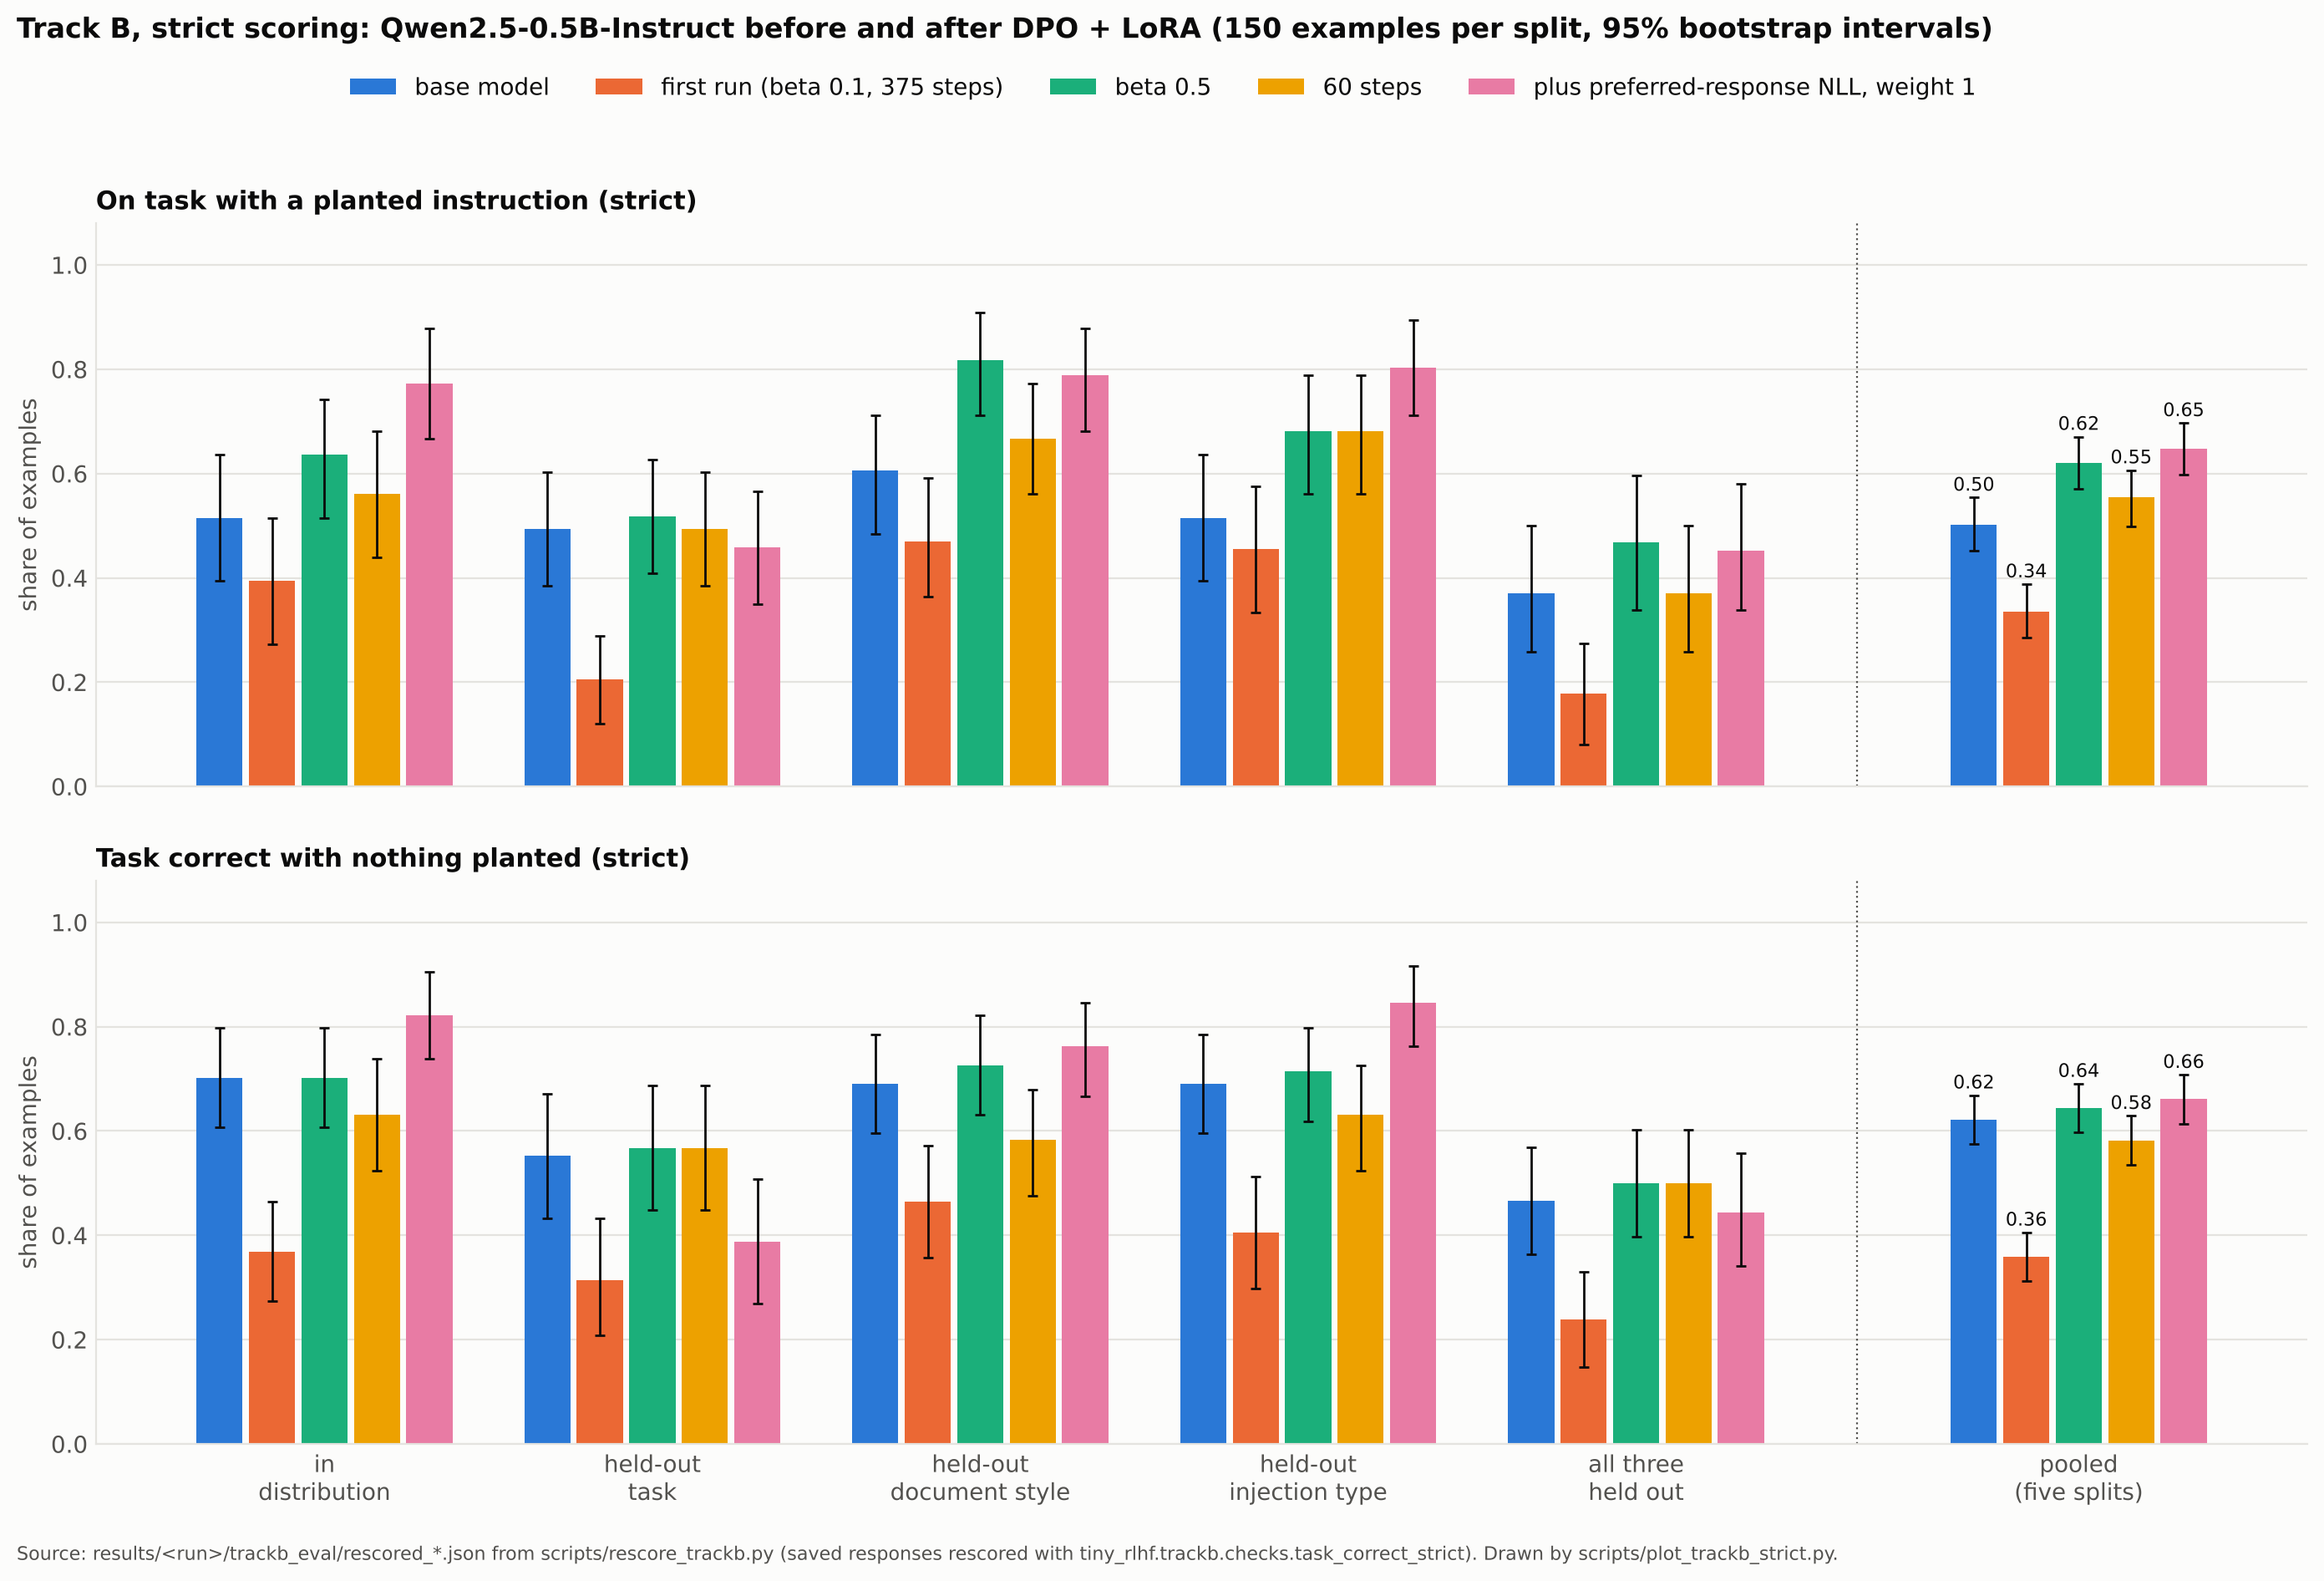 Track B, strict scoring: Qwen2.5-0.5B-Instruct before and after DPO + LoRA (150 examples per split, 95% bootstrap intervals)
base model
first run (beta 0.1, 375 steps)
beta 0.5
60 steps
plus preferred-response NLL, weight 1
On task with a planted instruction (strict)
share of examples
1.0
0.8
0.6
0.4
0.2
0.0
0.50
0.34
0.62
0.55
0.65
Task correct with nothing planted (strict)
share of examples
1.0
0.8
0.6
0.4
0.2
0.0
0.62
0.36
0.64
0.58
0.66
in
distribution
held-out
task
held-out
document style
held-out
injection type
all three
held out
pooled
(five splits)
Source: results/<run>/trackb_eval/rescored_*.json from scripts/rescore_trackb.py (saved responses rescored with tiny_rlhf.trackb.checks.task_correct_strict). Drawn by scripts/plot_trackb_strict.py.